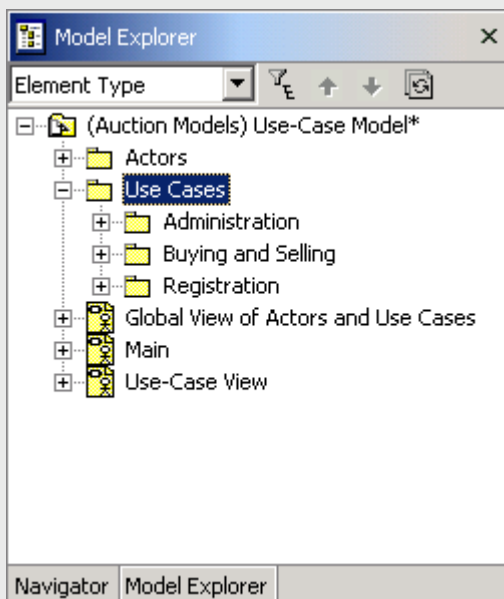 Model Explorer
Element Type
(Auction Models) Use-Case Model*
Actors
Use Cases
Administration
Buying and Selling
Registration
Global View of Actors and Use Cases
Main
Use-Case View
Navigator Model Explorer